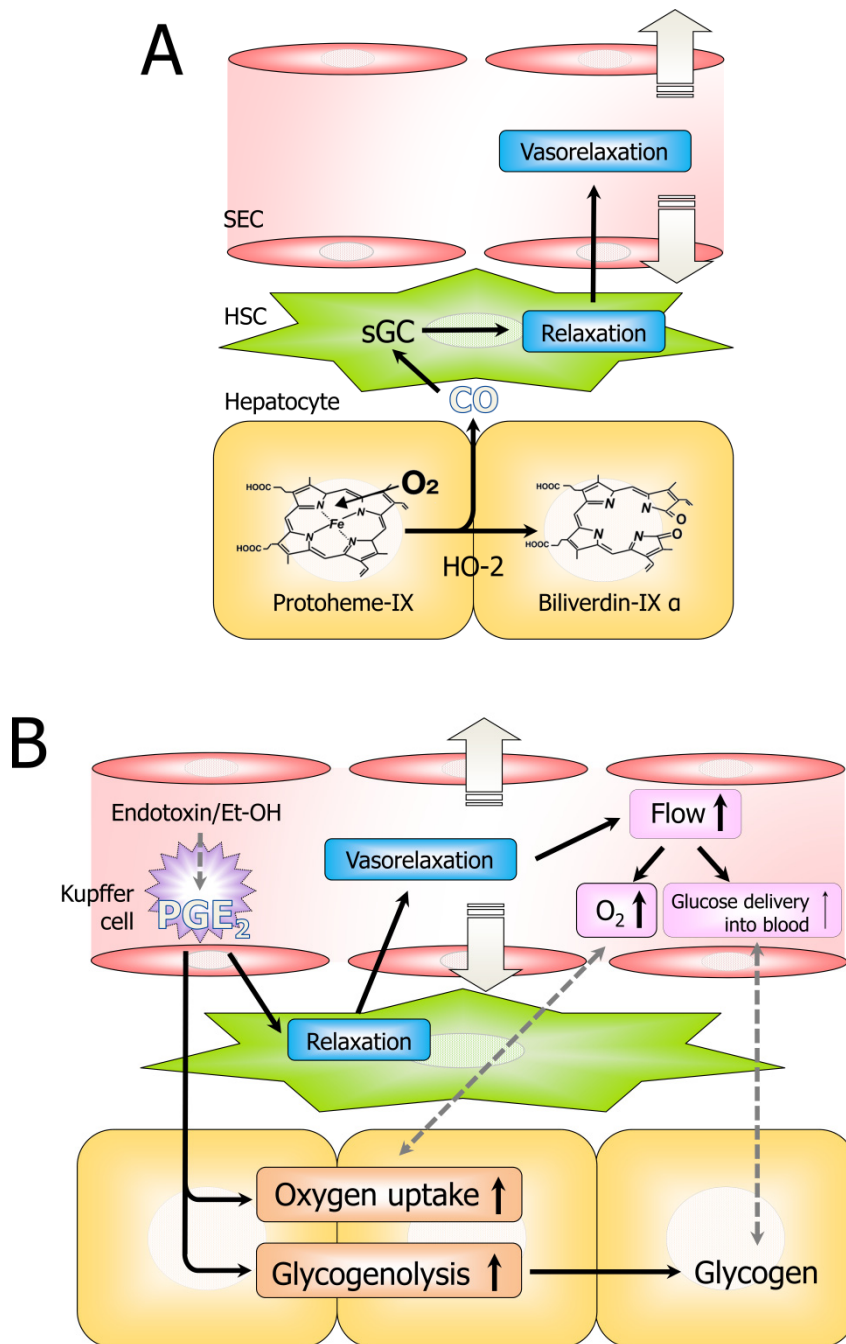 A
Vasorelaxation
SEC
HSC
sGC
Relaxation
Hepatocyte
CO
HOOC
O2
N
N
Fe
N
N
HOOC
HOOC
N
N
O
O
HOOC
N
N
HO-2
Protoheme-IX
Biliverdin-IX α
B
Endotoxin/Et-OH
Flow
Vasorelaxation
Kupffer
cell
PGE2
O2
Glucose delivery
into blood
Relaxation
Oxygen uptake
Glycogenolysis
Glycogen